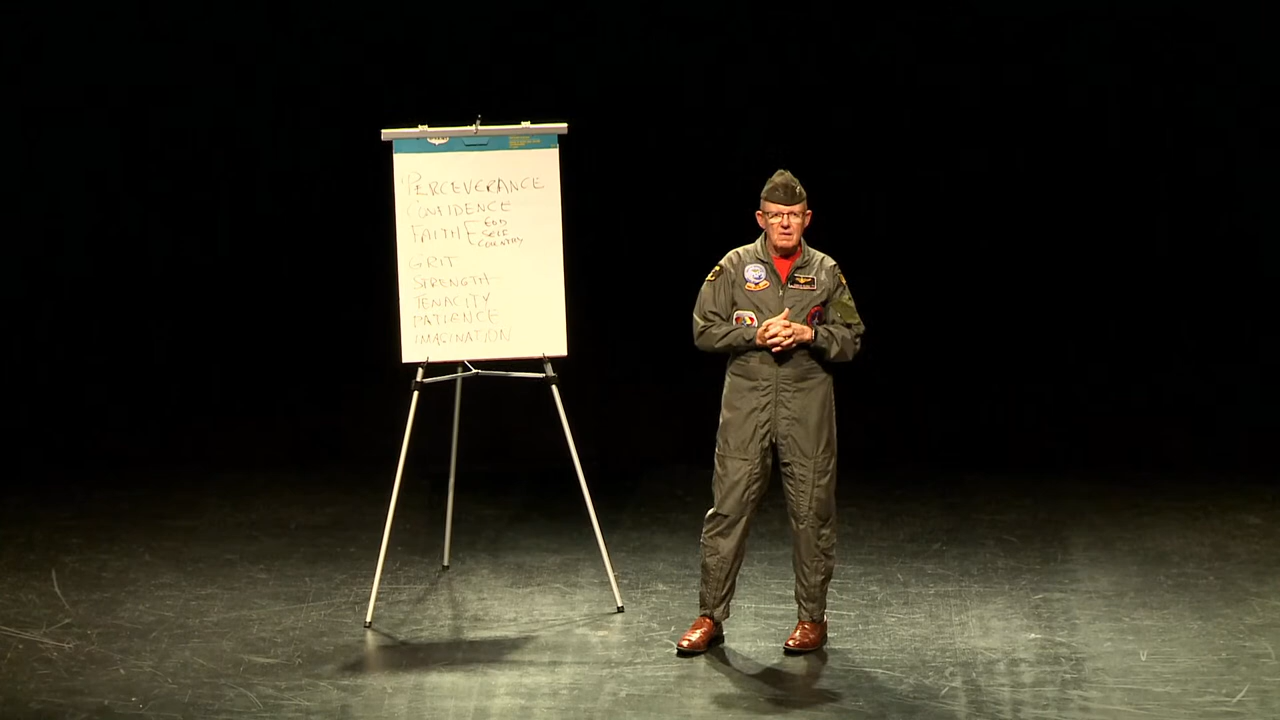 PERCEVERANCE
CONFIDENCE
FAITH
GOD
SELF
COUNTRY
GRIT
STRENGTH
TENACITY
PATIENCE
IMAGINATION